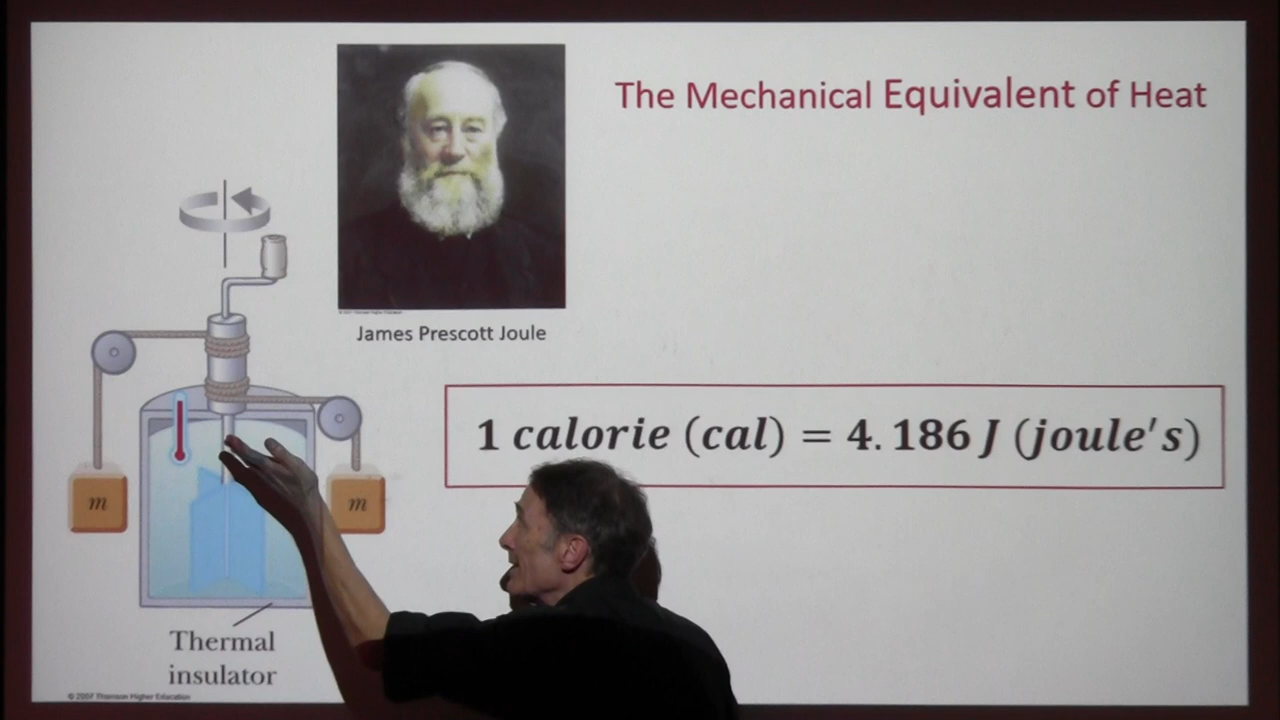 The Mechanical Equivalent of Heat
James Prescott Joule
1 calorie (cal) = 4.186 J (joule's)
m
m
Thermal
insulator
© 2007 Thomson Higher Education